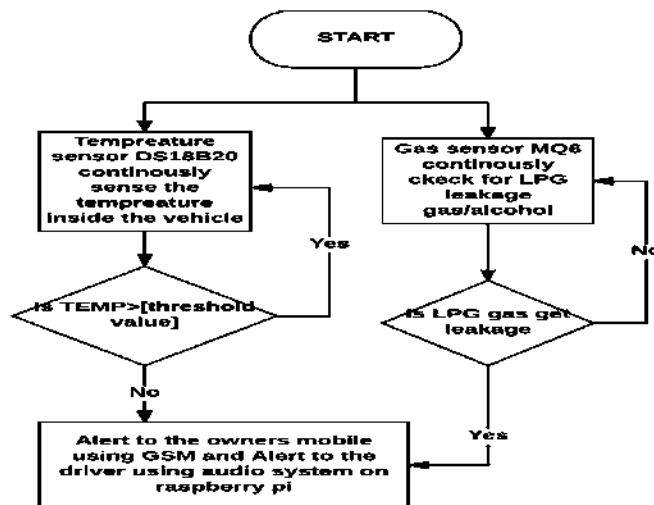 START
Tempreature
sensor DS18B20
continously
sense the
tempreature
inside the vehicle
Gas sensor MQ6
continously
ckeck for LPG
leakage
gas/alcohol
Yes
No
Is TEMP>[threshold
value]
Is LPG gas get
leakage
No
Yes
Alert to the owners mobile
using GSM and Alert to the
driver using audio system on
raspberry pi